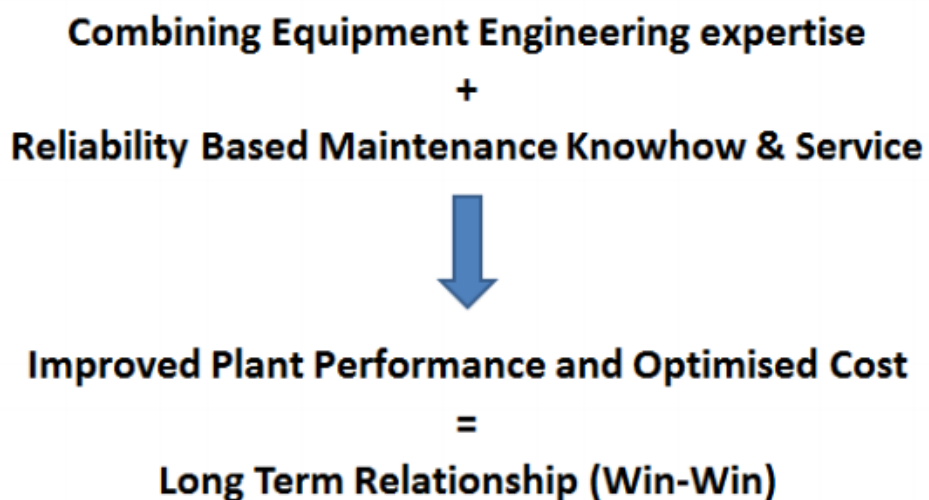 Combining Equipment Engineering expertise
+
Reliability Based Maintenance Knowhow & Service
Improved Plant Performance and Optimised Cost
=
Long Term Relationship (Win-Win)